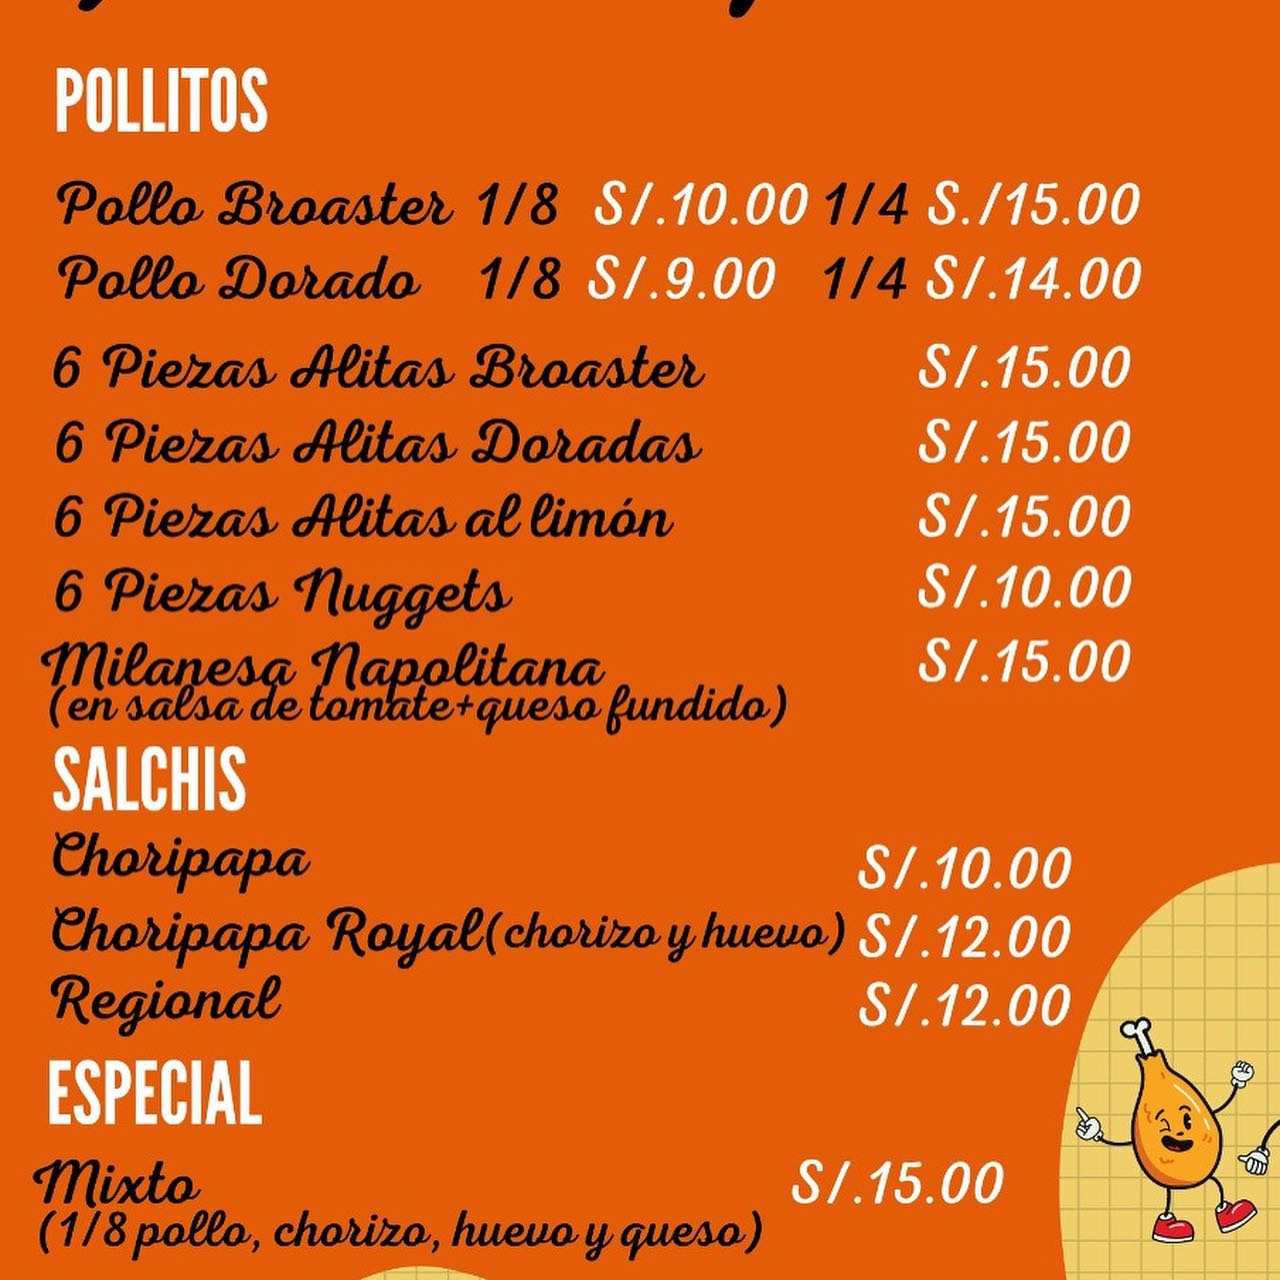 POLLITOS
Pollo Broaster 1/8 S/.10.00 1/4 S./15.00
Pollo Dorado 1/8 S/.9.00 1/4 S/.14.00
6 Piezas Alitas Broaster S/.15.00
6 Piezas Alitas Doradas S/.15.00
6 Piezas Alitas al limón S/.15.00
6 Piezas Nuggets S/.10.00
Milanesa Napolitana S/.15.00
(en salsa de tomate+queso fundido)
SALCHIS
Choripapa S/.10.00
Choripapa Royal(chorizo y huevo) S/.12.00
Regional S/.12.00
ESPECIAL
Mixto S/.15.00
(1/8 pollo, chorizo, huevo y queso)